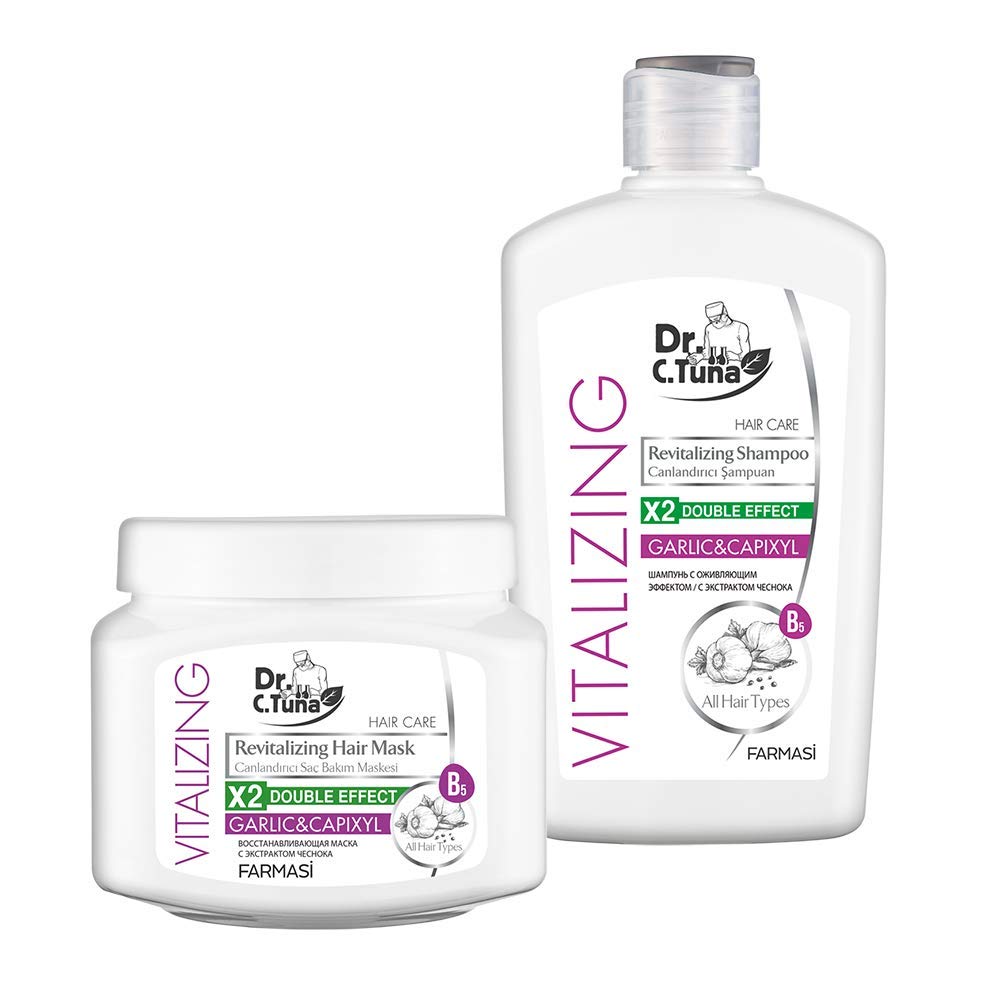 VITALIZING
Dr.
C.Tuna
HAIR CARE
Revitalizing Shampoo
Canlandırıcı Şampuan
X2 DOUBLE EFFECT
GARLIC&CAPIXYL
ШАМПУНЬ С ОЖИВЛЯЮЩИМ
ЭФФЕКТОМ / С ЭКСТРАКТОМ ЧЕСНОКА
B5
All Hair Types
FARMASİ
VITALIZING
Dr.
C.Tuna
HAIR CARE
Revitalizing Hair Mask
Canlandırıcı Saç Bakım Maskesi
X2 DOUBLE EFFECT
B5
GARLIC&CAPIXYL
ВОССТАНАВЛИВАЮЩАЯ МАСКА
С ЭКСТРАКТОМ ЧЕСНОКА
All Hair Types
FARMASİ